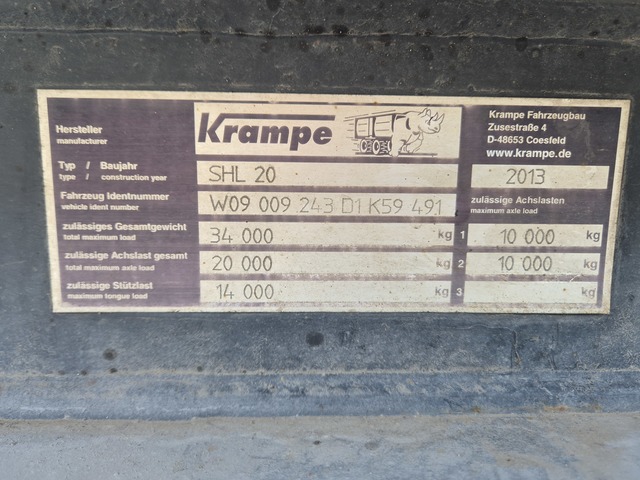 Hersteller
manufacturer
Krampe
Krampe Fahrzeugbau
Zusestraße 4
D-48653 Coesfeld
www.krampe.de
Typ / Baujahr
type / construction year
SHL 20
2013
Fahrzeug Identnummer
vehicle ident number
W09 009 243 D1 K59 491
zulässige Achslasten
maximum axle load
zulässiges Gesamtgewicht
total maximum load
34 000 kg
1 10 000 kg
zulässige Achslast gesamt
total maximum axle load
20 000 kg
2 10 000 kg
zulässige Stützlast
maximum tongue load
14 000 kg
3 kg